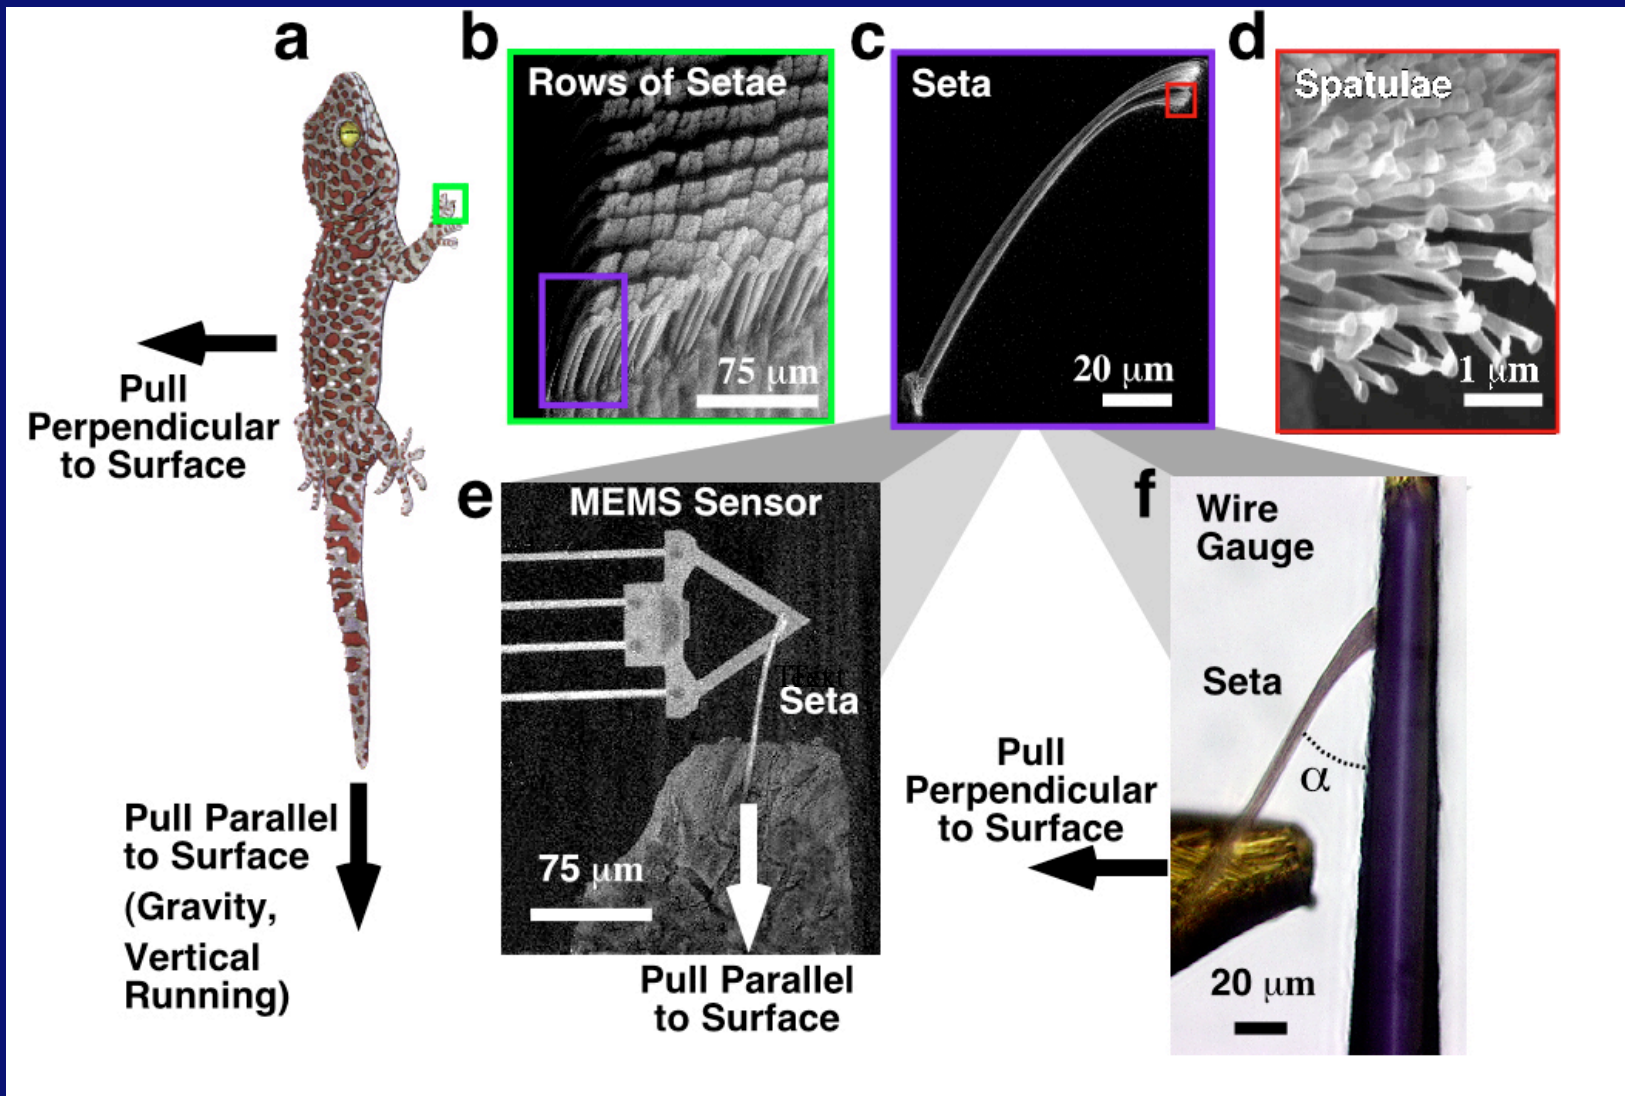 a
Pull
Perpendicular
to Surface
Pull Parallel
to Surface
(Gravity,
Vertical
Running)
b
Rows of Setae
75 μm
c
Seta
20 μm
d
Spatulae
1 μm
e
MEMS Sensor
Seta
75 μm
Pull Parallel
to Surface
f
Wire
Gauge
Seta
α
Pull
Perpendicular
to Surface
20 μm